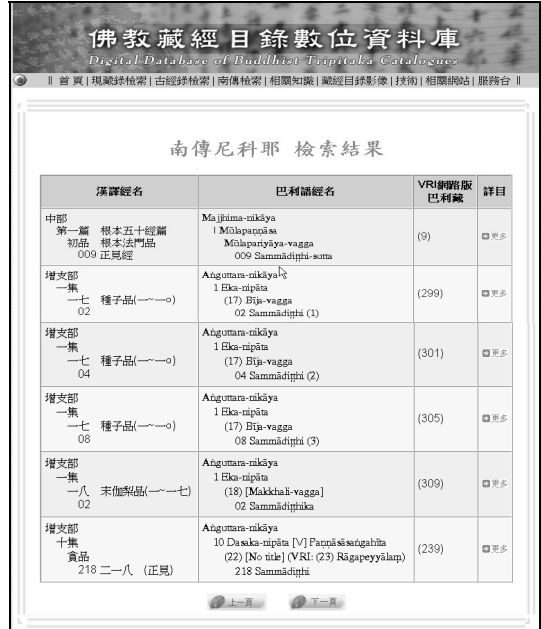 佛教藏經目錄數位資料庫
Digital Database of Buddhist Tripitaka Catalogues
॥ 首頁 | 現藏錄檢索 | 古經錄檢索 | 南傳檢索 | 相關知識 | 藏經目錄影像 | 技術 | 相關網站 | 服務台 ॥
南傳尼科耶 檢索結果
漢譯經名 巴利語經名 VRI網路版巴利藏 詳目
中部
第一篇 根本五十經篇
初品 根本法門品
009 正見經
Majjhima-nikāya
I Mūlapaṇṇāsa
Mūlapariyāya-vagga
009 Sammādiṭṭhi-sutta
(9) 更多
增支部
一集
一七 種子品(一~一○)
02
Aṅguttara-nikāya
1 Eka-nipāta
(17) Bīja-vagga
02 Sammādiṭṭhi (1)
(299) 更多
增支部
一集
一七 種子品(一~一○)
04
Aṅguttara-nikāya
1 Eka-nipāta
(17) Bīja-vagga
04 Sammādiṭṭhi (2)
(301) 更多
增支部
一集
一七 種子品(一~一○)
08
Aṅguttara-nikāya
1 Eka-nipāta
(17) Bīja-vagga
08 Sammādiṭṭhi (3)
(305) 更多
增支部
一集
一八 末伽梨品(一~一七)
02
Aṅguttara-nikāya
1 Eka-nipāta
(18) [Makkhali-vagga]
02 Sammādiṭṭhika
(309) 更多
增支部
十集
貪品
218 二一八 (正見)
Aṅguttara-nikāya
10 Dasaka-nipāta [V] Paṇṇāsāsaṅgahīta
(22) [No title] (VRI: (23) Rāgapeyyālaṃ)
218 Sammādiṭṭhi
(239) 更多
上一頁 下一頁